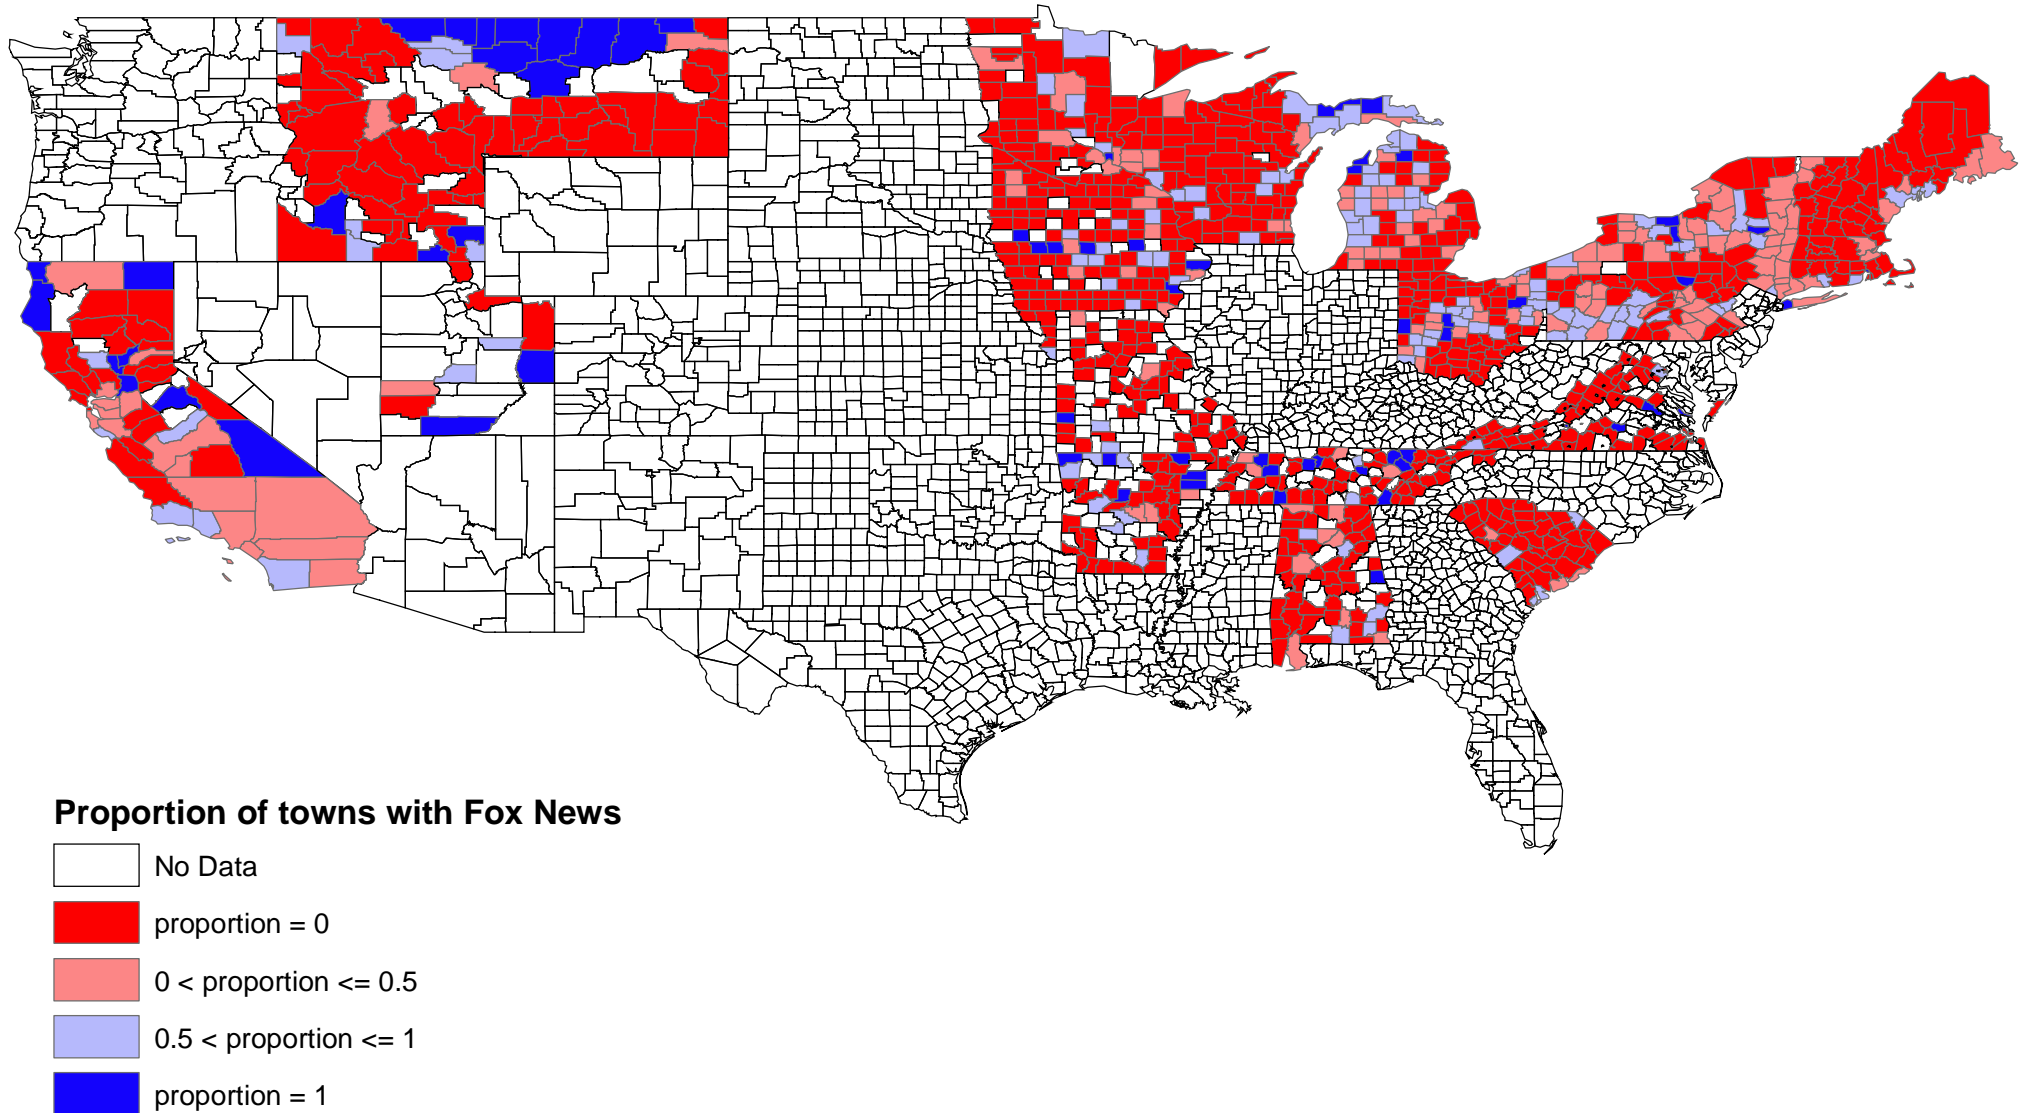 Proportion of towns with Fox News
No Data
proportion = 0
0 < proportion <= 0.5
0.5 < proportion <= 1
proportion = 1